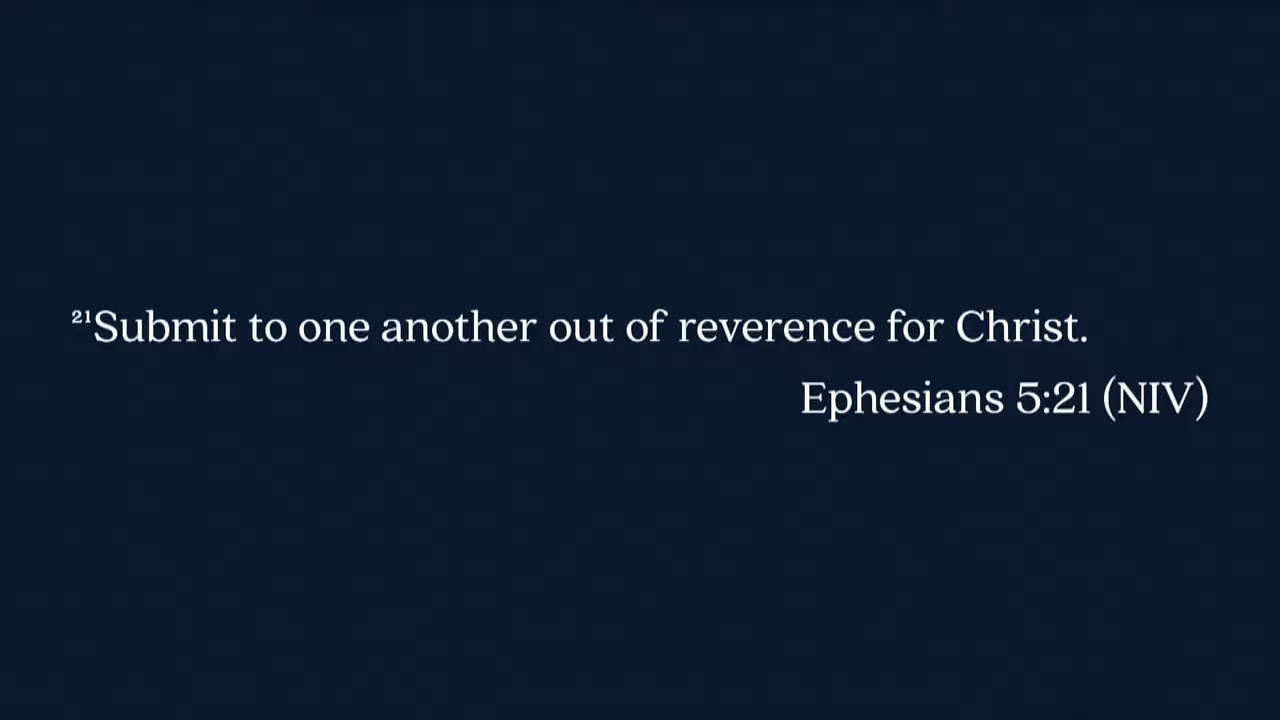 ²¹Submit to one another out of reverence for Christ.
Ephesians 5:21 (NIV)